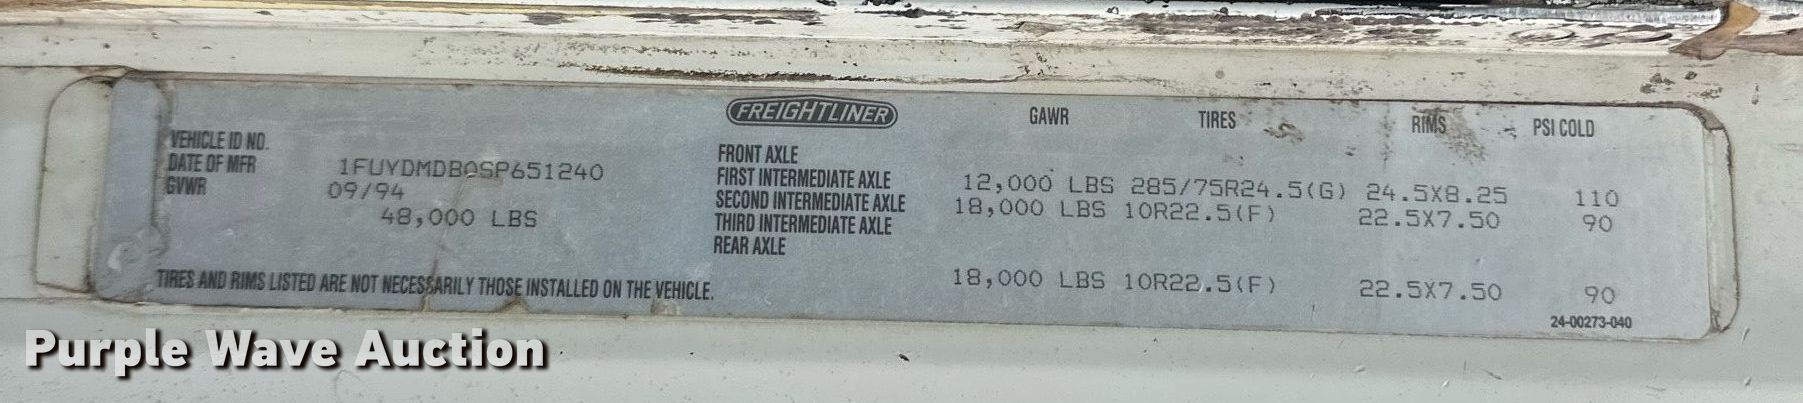 FREIGHTLINER GAWR TIRES RIMS PSI COLD
VEHICLE ID NO. 1FUYDMDB0SP651240
DATE OF MFR 09/94
GVWR 48,000 LBS
FRONT AXLE 12,000 LBS 285/75R24.5(G) 24.5X8.25 110
FIRST INTERMEDIATE AXLE 18,000 LBS 10R22.5(F) 22.5X7.50 90
SECOND INTERMEDIATE AXLE
THIRD INTERMEDIATE AXLE
REAR AXLE 18,000 LBS 10R22.5(F) 22.5X7.50 90
TIRES AND RIMS LISTED ARE NOT NECESSARILY THOSE INSTALLED ON THE VEHICLE.
24-00273-040
Purple Wave Auction